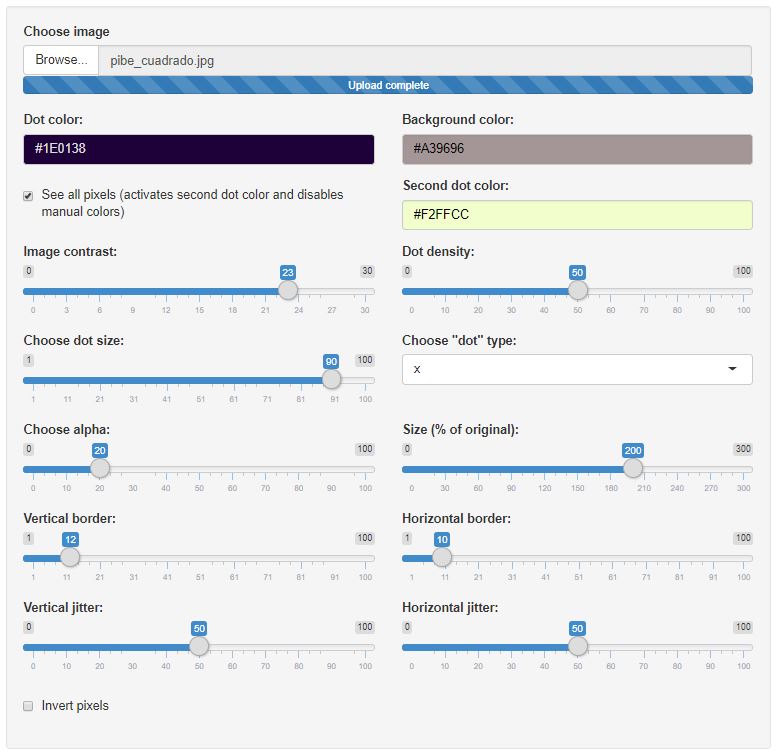 Choose image
Browse... pibe_cuadrado.jpg
Upload complete
Dot color: Background color:
#1E0138 #A39696
See all pixels (activates second dot color and disables
manual colors)
Second dot color:
#F2FFCC
Image contrast: Dot density:
0 23 30 0 50 100
0 3 6 9 12 15 18 21 24 27 30 0 10 20 30 40 50 60 70 80 90 100
Choose dot size: Choose "dot" type:
1 90 100 x
1 11 21 31 41 51 61 71 81 91 100
Choose alpha: Size (% of original):
0 20 100 0 200 300
0 10 20 30 40 50 60 70 80 90 100 0 30 60 90 120 150 180 210 240 270 300
Vertical border: Horizontal border:
1 12 100 1 10 100
1 11 21 31 41 51 61 71 81 91 100 1 11 21 31 41 51 61 71 81 91 100
Vertical jitter: Horizontal jitter:
0 50 100 0 50 100
0 10 20 30 40 50 60 70 80 90 100 0 10 20 30 40 50 60 70 80 90 100
Invert pixels